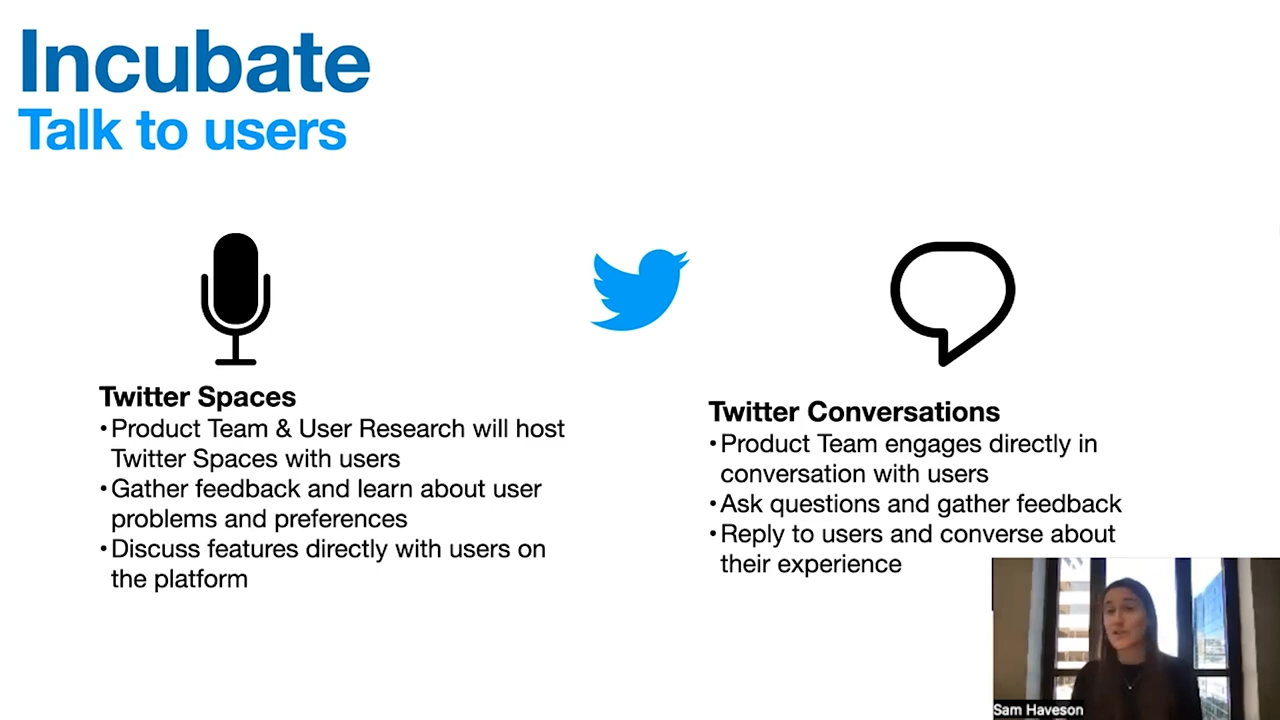 Incubate
Talk to users
Twitter Spaces
•Product Team & User Research will host
Twitter Spaces with users
•Gather feedback and learn about user
problems and preferences
•Discuss features directly with users on
the platform
Twitter Conversations
•Product Team engages directly in
conversation with users
•Ask questions and gather feedback
•Reply to users and converse about
their experience
Sam Haveson